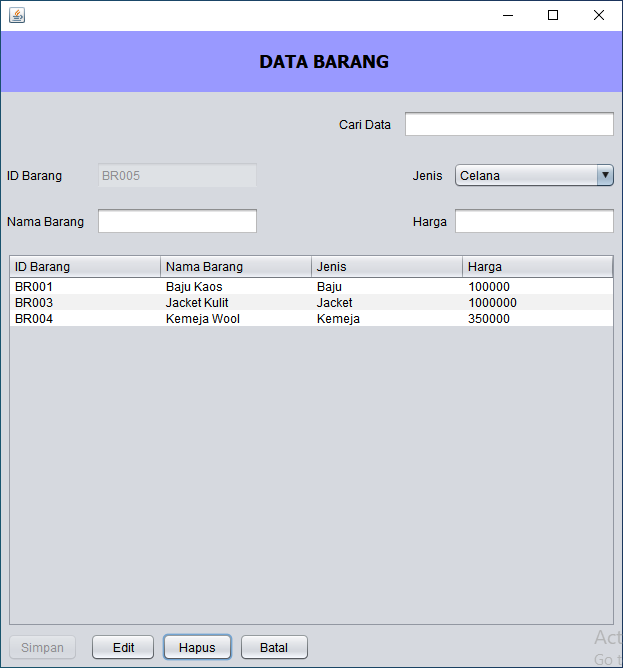 DATA BARANG
Cari Data
ID Barang BR005 Jenis Celana
Nama Barang Harga
ID Barang Nama Barang Jenis Harga
BR001 Baju Kaos Baju 100000
BR003 Jacket Kulit Jacket 1000000
BR004 Kemeja Wool Kemeja 350000
Act
Simpan Edit Hapus Batal
Go t